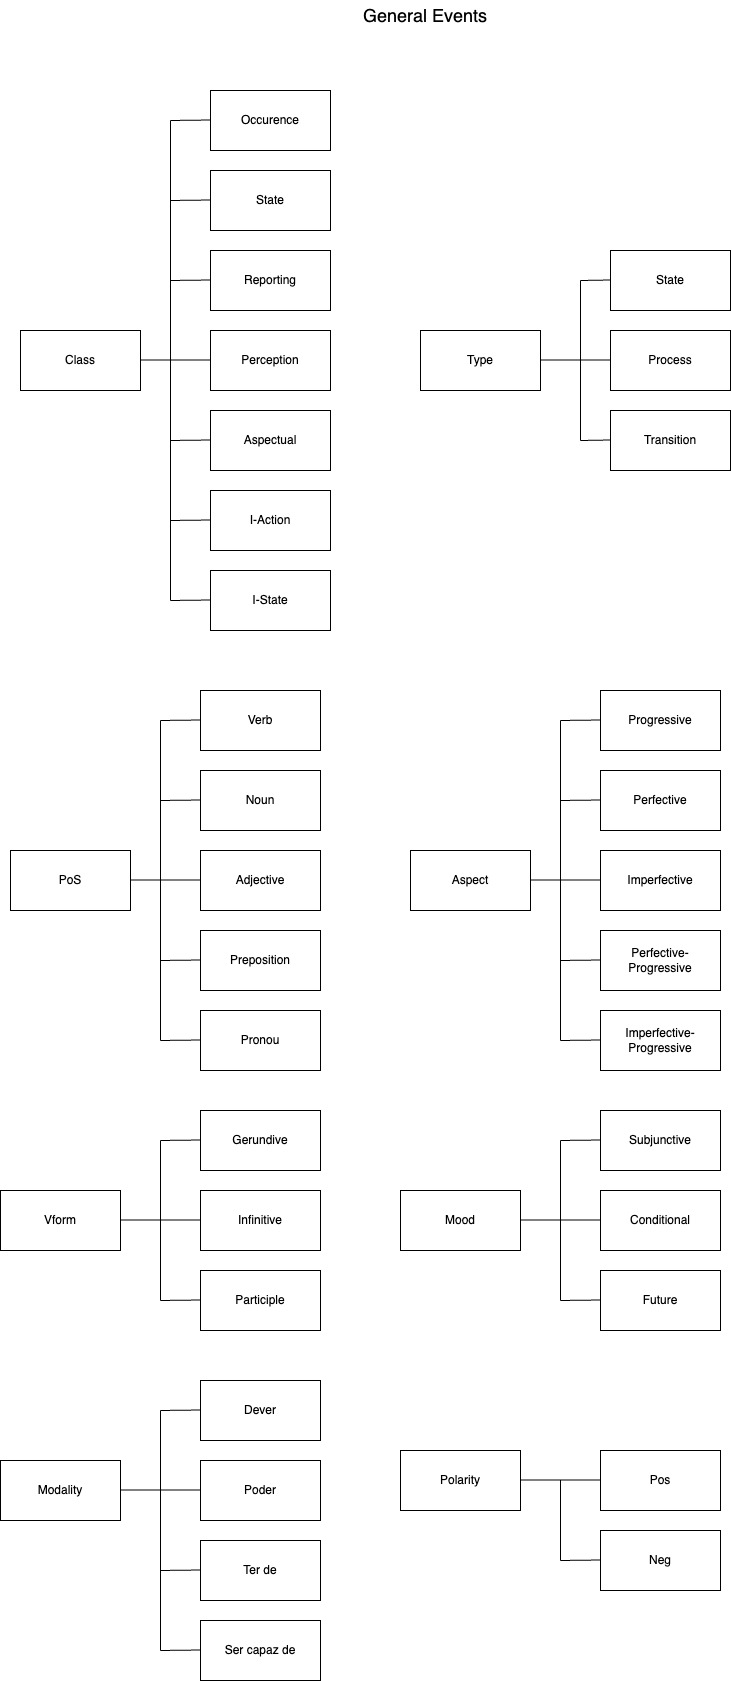 General Events
Class
Occurence
State
Reporting
Perception
Aspectual
I-Action
I-State
Type
State
Process
Transition
PoS
Verb
Noun
Adjective
Preposition
Pronou
Aspect
Progressive
Perfective
Imperfective
Perfective-
Progressive
Imperfective-
Progressive
Vform
Gerundive
Infinitive
Participle
Mood
Subjunctive
Conditional
Future
Modality
Dever
Poder
Ter de
Ser capaz de
Polarity
Pos
Neg